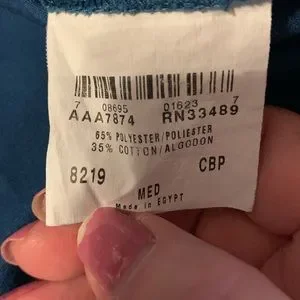 7 08695 01623 7
AAA7874 RN33489
65% POLYESTER/POLIESTER
35% COTTON/ALGODON
8219 CBP
MED
Made in EGYPT